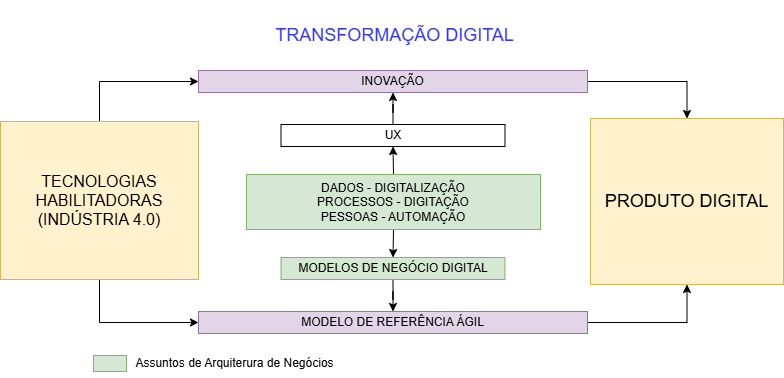 TRANSFORMAÇÃO DIGITAL
INOVAÇÃO
UX
TECNOLOGIAS
HABILITADORAS
(INDÚSTRIA 4.0)
DADOS - DIGITALIZAÇÃO
PROCESSOS - DIGITAÇÃO
PESSOAS - AUTOMAÇÃO
PRODUTO DIGITAL
MODELOS DE NEGÓCIO DIGITAL
MODELO DE REFERÊNCIA ÁGIL
Assuntos de Arquiterura de Negócios